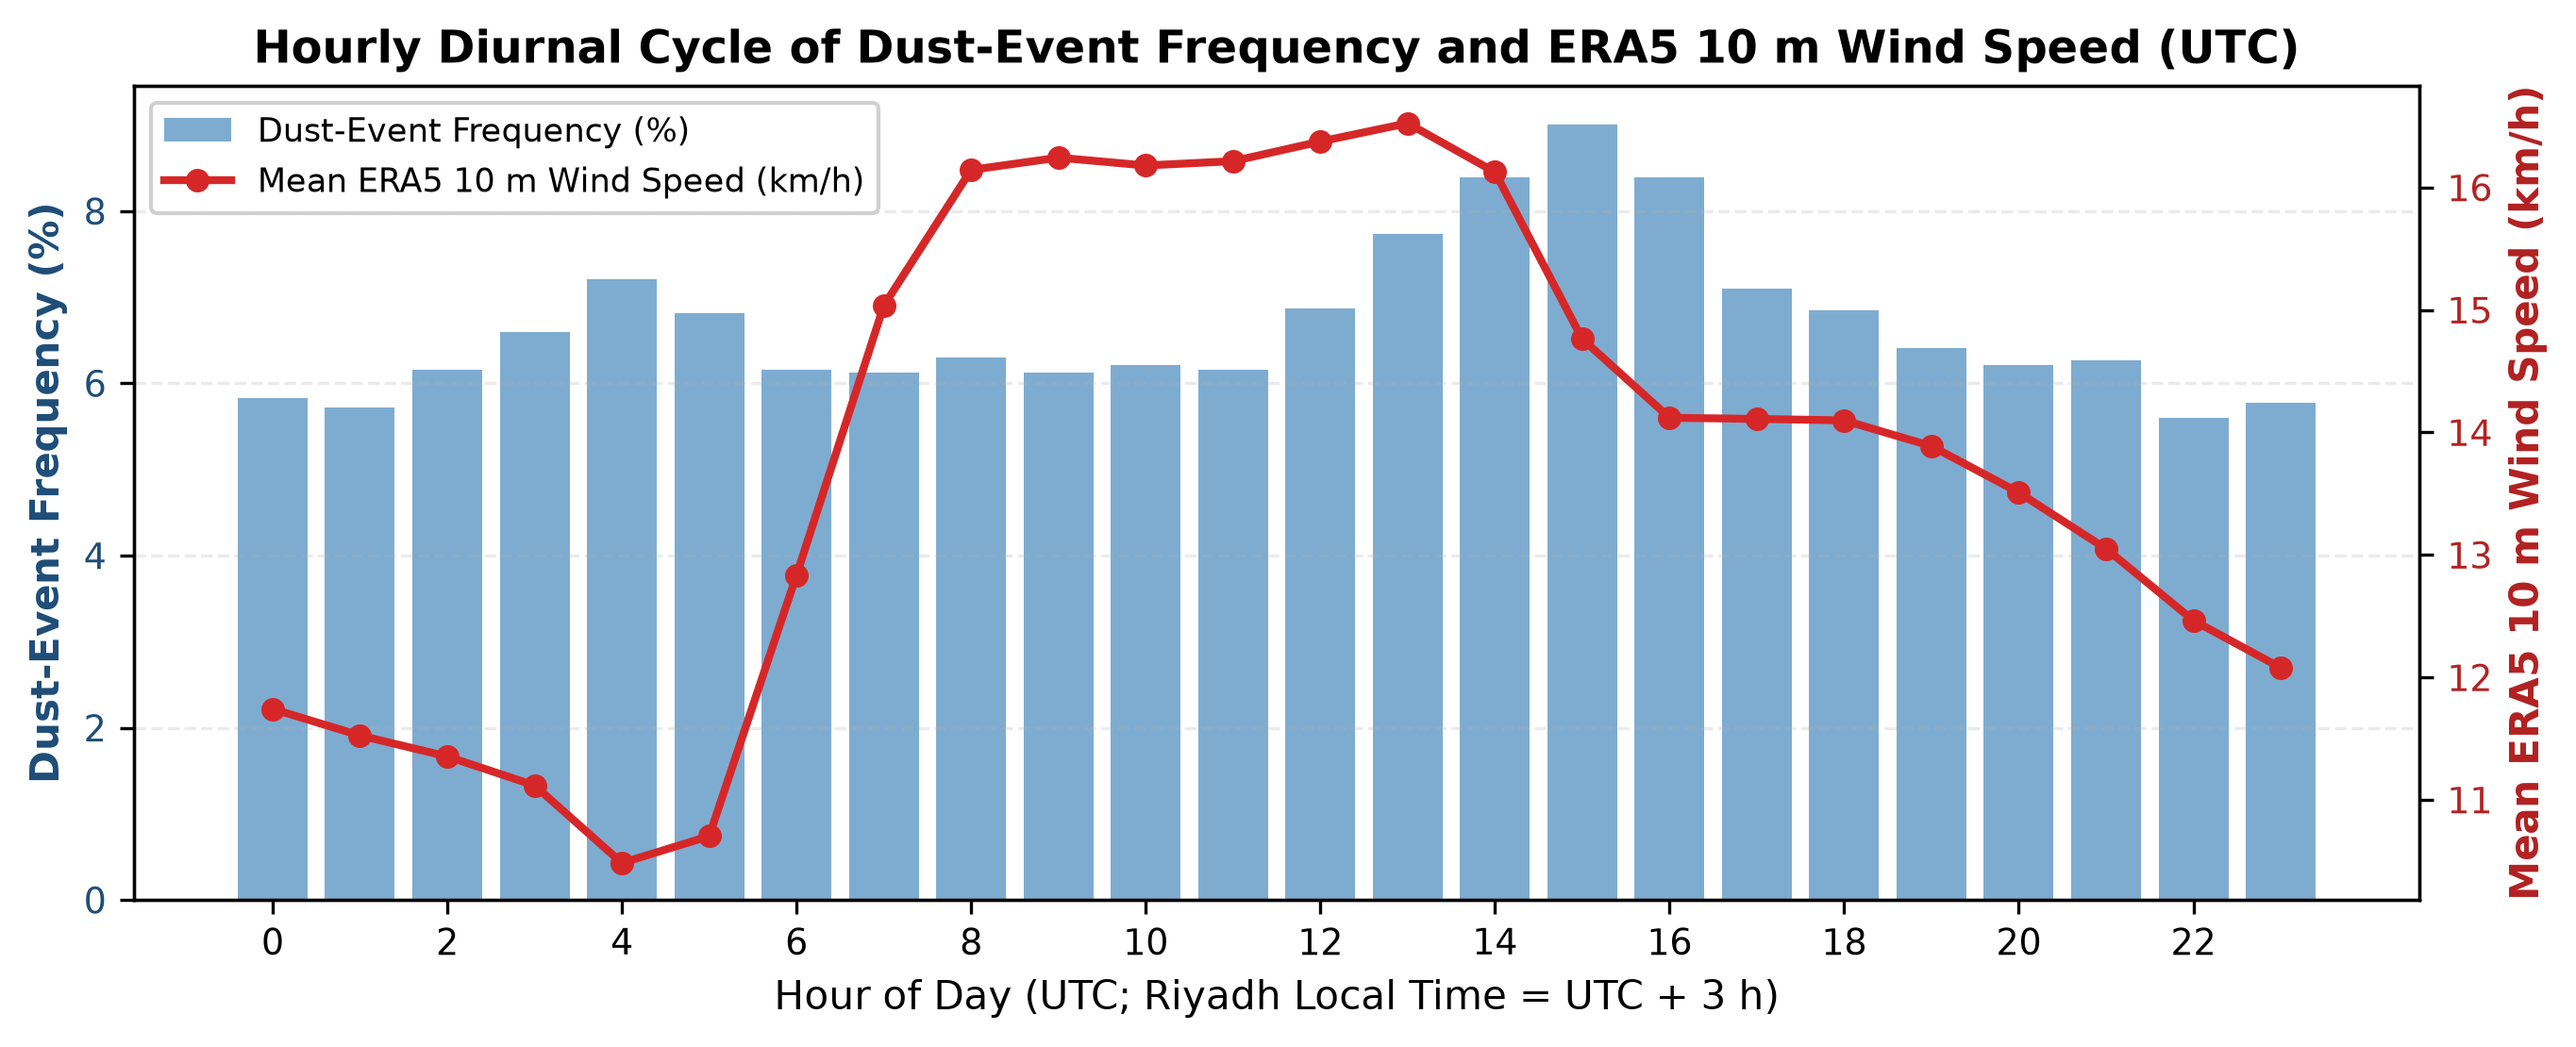 Hourly Diurnal Cycle of Dust-Event Frequency and ERA5 10 m Wind Speed (UTC)
Dust-Event Frequency (%)
Mean ERA5 10 m Wind Speed (km/h)
Dust-Event Frequency (%)
8
6
4
2
0
16
15
14
13
12
11
Mean ERA5 10 m Wind Speed (km/h)
0 2 4 6 8 10 12 14 16 18 20 22
Hour of Day (UTC; Riyadh Local Time = UTC + 3 h)